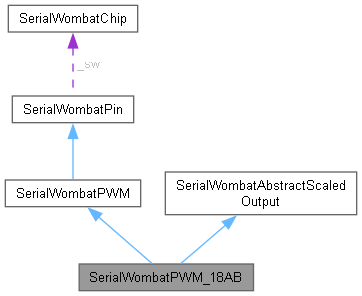 SerialWombatChip
_sw
SerialWombatPin
SerialWombatPWM
SerialWombatAbstractScaled
Output
SerialWombatPWM_18AB